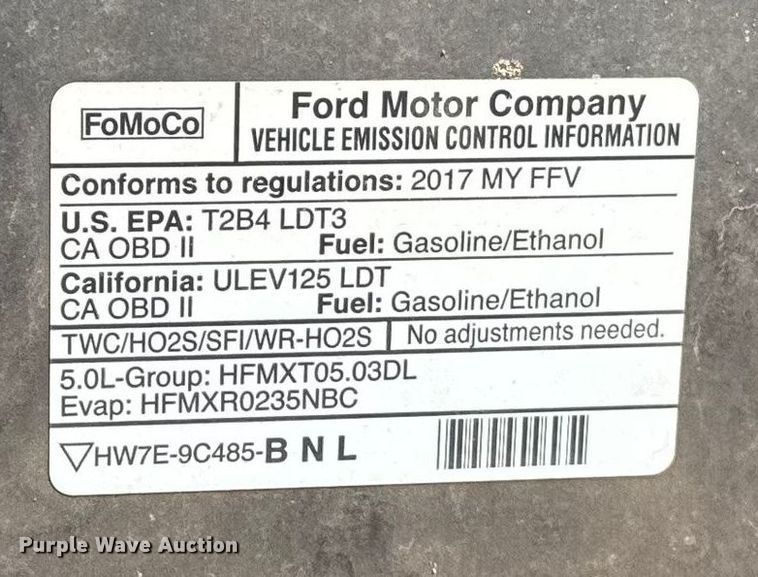 FoMoCo
Ford Motor Company
VEHICLE EMISSION CONTROL INFORMATION
Conforms to regulations: 2017 MY FFV
U.S. EPA: T2B4 LDT3
CA OBD II Fuel: Gasoline/Ethanol
California: ULEV125 LDT
CA OBD II Fuel: Gasoline/Ethanol
TWC/HO2S/SFI/WR-HO2S No adjustments needed.
5.0L-Group: HFMXT05.03DL
Evap: HFMXR0235NBC
HW7E-9C485-B N L
Purple Wave Auction